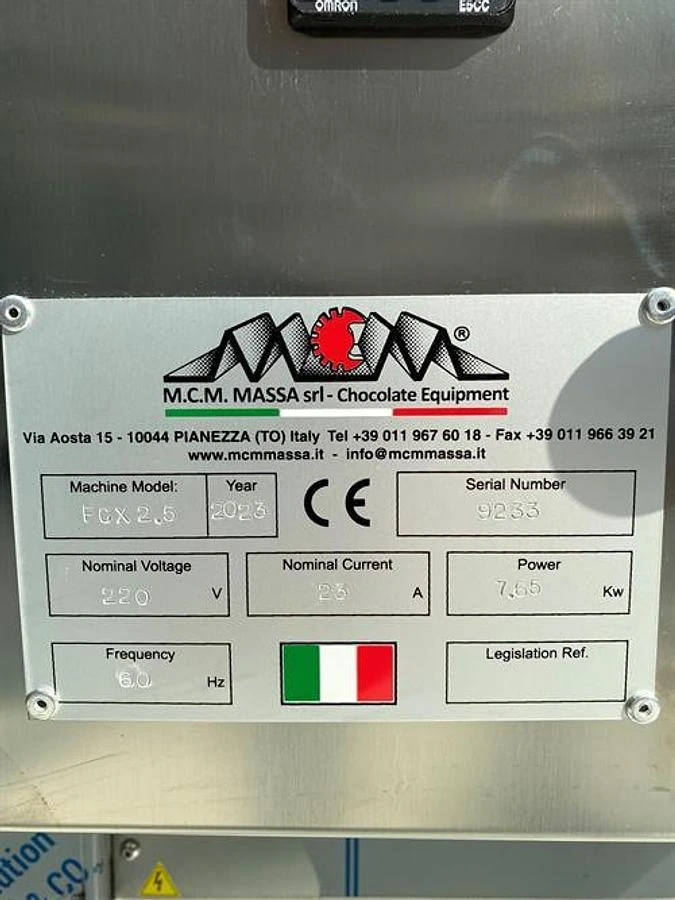 OMRON E5CC
MCM ®
M.C.M. MASSA srl - Chocolate Equipment
Via Aosta 15 - 10044 PIANEZZA (TO) Italy Tel +39 011 967 60 18 - Fax +39 011 966 39 21
www.mcmmassa.it - info@mcmmassa.it
Machine Model: Year Serial Number
FCX 2.5 2023 CE 9233
Nominal Voltage Nominal Current Power
220 V 23 A 7,65 Kw
Frequency Legislation Ref.
60 Hz
& CO.